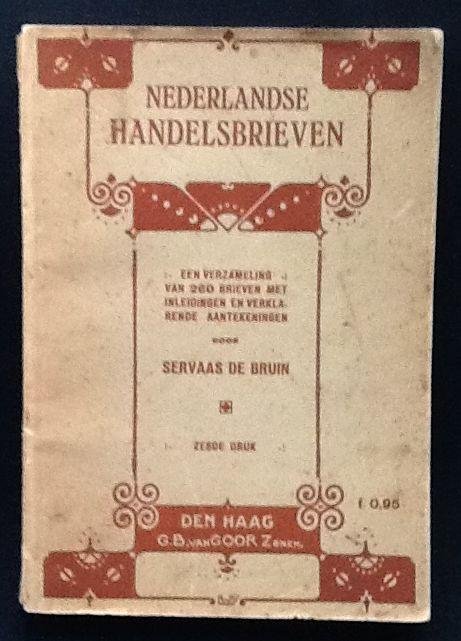 NEDERLANDSE
HANDELSBRIEVEN
EEN VERZAMELING
VAN 260 BRIEVEN MET
INLEIDINGEN EN VERKLA-
RENDE AANTEKENINGEN
DOOR
SERVAAS DE BRUIN
ZESDE DRUK
f 0,95
DEN HAAG
G.B. VAN GOOR ZONEN.